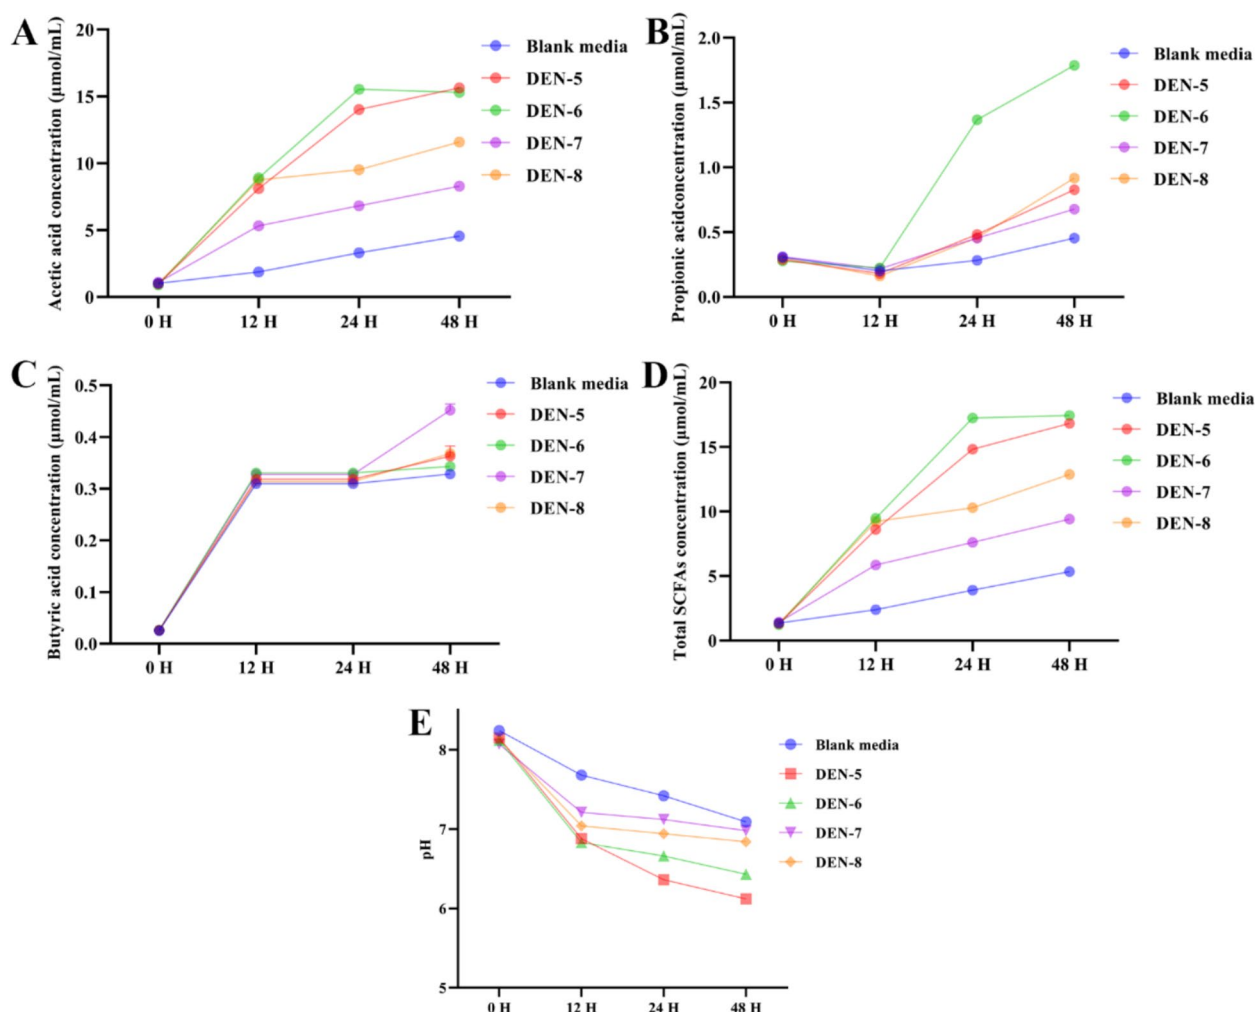 A
Acetic acid concentration (μmol/mL)
20
15
10
5
0
0 H 12 H 24 H 48 H
Blank media
DEN-5
DEN-6
DEN-7
DEN-8
B
Propionic acidconcentration (μmol/mL)
2.0
1.5
1.0
0.5
0.0
0 H 12 H 24 H 48 H
Blank media
DEN-5
DEN-6
DEN-7
DEN-8
C
Butyric acid concentration (μmol/mL)
0.5
0.4
0.3
0.2
0.1
0.0
0 H 12 H 24 H 48 H
Blank media
DEN-5
DEN-6
DEN-7
DEN-8
D
Total SCFAs concentration (μmol/mL)
20
15
10
5
0
0 H 12 H 24 H 48 H
Blank media
DEN-5
DEN-6
DEN-7
DEN-8
E
pH
8
7
6
5
0 H 12 H 24 H 48 H
Blank media
DEN-5
DEN-6
DEN-7
DEN-8